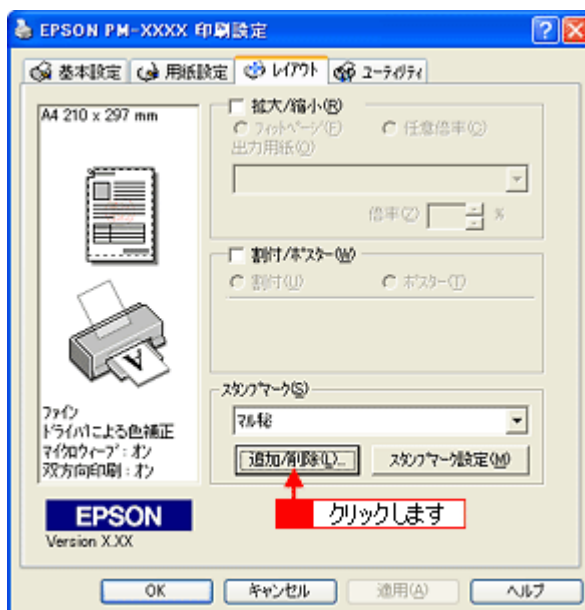 EPSON PM-XXXX 印刷設定
基本設定
用紙設定
レイアウト
ユーティリティ
A4 210 x 297 mm
拡大/縮小(R)
フィットページ(F)
任意倍率(C)
出力用紙(O)
倍率(Z)
%
割付/ポスター(W)
割付(U)
ポスター(T)
スタンプマーク(S)
マル秘
追加/削除(L)...
スタンプマーク設定(M)
クリックします
A
ファイン
ドライバによる色補正
マイクロウィーブ:オン
双方向印刷:オン
EPSON
Version X.XX
OK
キャンセル
適用(A)
ヘルプ